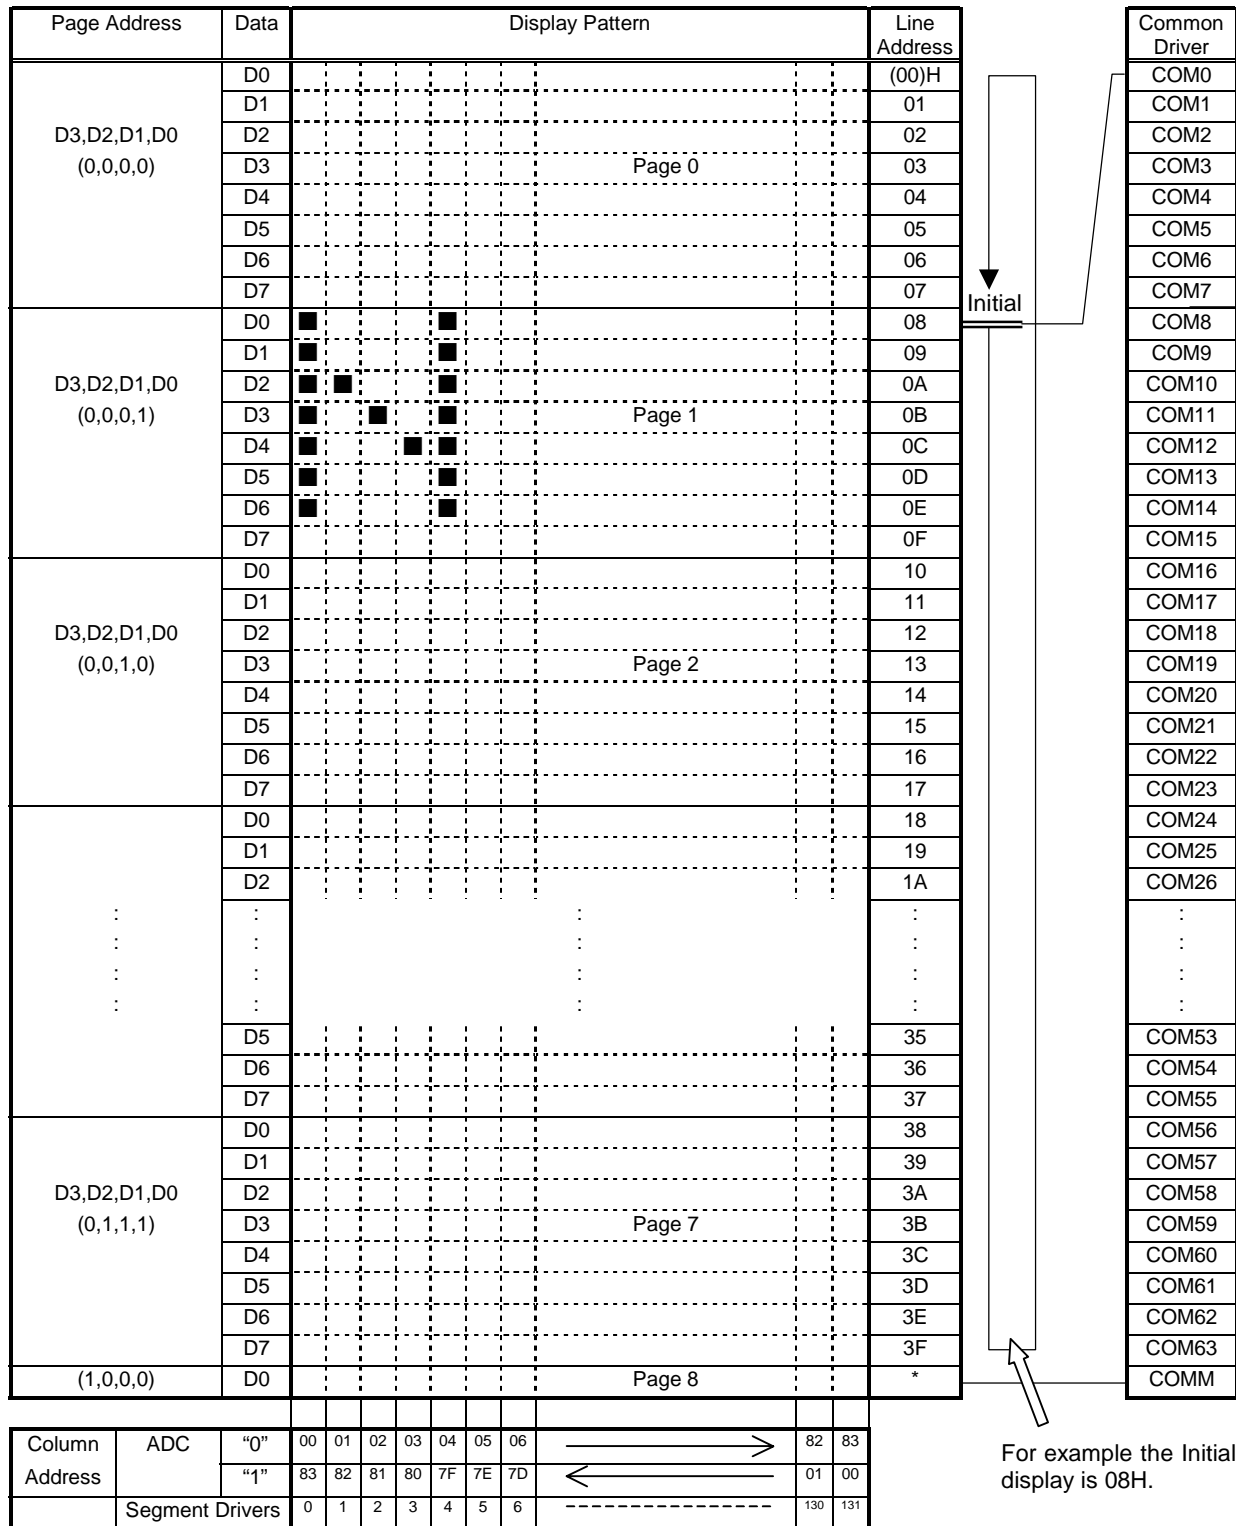 Page Address Data Display Pattern Line Address Common Driver
D0 (00)H COM0
D1 01 COM1
D3,D2,D1,D0 D2 02 COM2
(0,0,0,0) D3 Page 0 03 COM3
D4 04 COM4
D5 05 COM5
D6 06 COM6
D7 07 Initial COM7
D0 08 COM8
D1 09 COM9
D3,D2,D1,D0 D2 0A COM10
(0,0,0,1) D3 Page 1 0B COM11
D4 0C COM12
D5 0D COM13
D6 0E COM14
D7 0F COM15
D0 10 COM16
D1 11 COM17
D3,D2,D1,D0 D2 12 COM18
(0,0,1,0) D3 Page 2 13 COM19
D4 14 COM20
D5 15 COM21
D6 16 COM22
D7 17 COM23
D0 18 COM24
D1 19 COM25
D2 1A COM26
: : : : :
: : : : :
: : : : :
: : : : :
D5 35 COM53
D6 36 COM54
D7 37 COM55
D0 38 COM56
D1 39 COM57
D3,D2,D1,D0 D2 3A COM58
(0,1,1,1) D3 Page 7 3B COM59
D4 3C COM60
D5 3D COM61
D6 3E COM62
D7 3F COM63
(1,0,0,0) D0 Page 8 * COMM
Column ADC “0” 00 01 02 03 04 05 06 82 83
Address “1” 83 82 81 80 7F 7E 7D 01 00
Segment Drivers 0 1 2 3 4 5 6 130 131
For example the Initial
display is 08H.